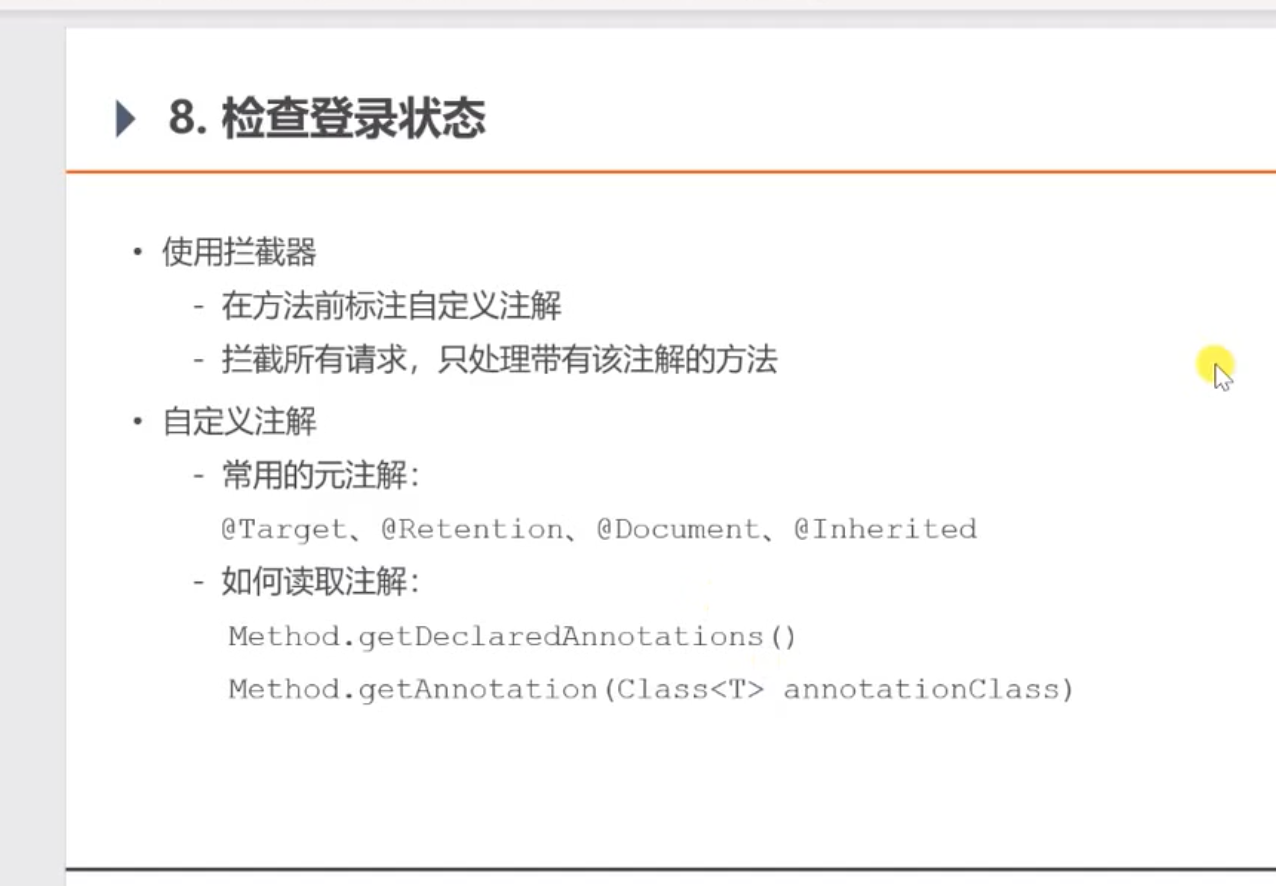 8. 检查登录状态
• 使用拦截器
- 在方法前标注自定义注解
- 拦截所有请求，只处理带有该注解的方法
• 自定义注解
- 常用的元注解：
@Target、@Retention、@Document、@Inherited
- 如何读取注解：
Method.getDeclaredAnnotations()
Method.getAnnotation(Class<T> annotationClass)